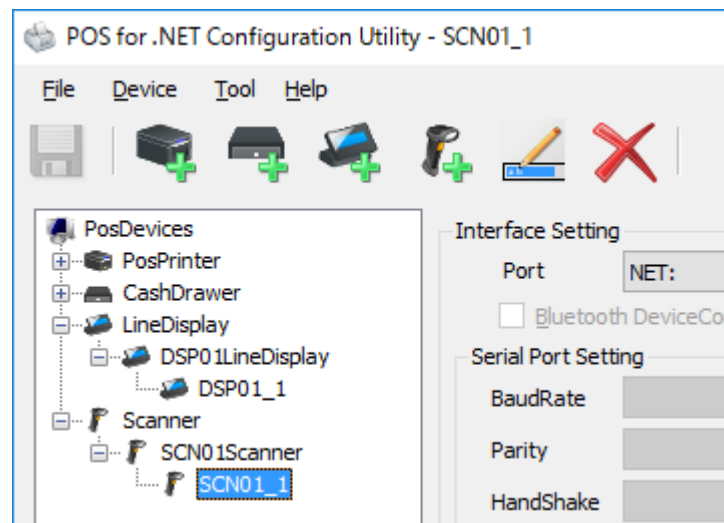 POS for .NET Configuration Utility - SCN01_1
File Device Tool Help
PosDevices
PosPrinter
CashDrawer
LineDisplay
DSP01LineDisplay
DSP01_1
Scanner
SCN01Scanner
SCN01_1
Interface Setting
Port NET:
Bluetooth DeviceCo
Serial Port Setting
BaudRate
Parity
HandShake